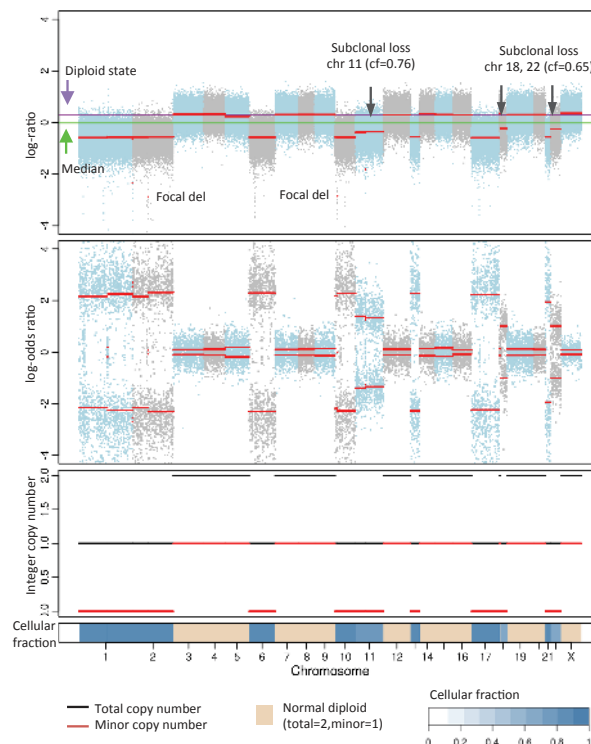 4
2
0
-2
-4
log-ratio
Diploid state
Median
Subclonal loss
chr 11 (cf=0.76)
Subclonal loss
chr 18, 22 (cf=0.65)
Focal del
Focal del
4
2
0
-2
-4
log-odds ratio
2.0
1.5
1.0
0.5
0.0
Integer copy number
Cellular
fraction
1 2 3 4 5 6 7 8 9 10 11 12 14 16 17 19 21 X
Chromosome
Total copy number
Minor copy number
Normal diploid
(total=2,minor=1)
Cellular fraction
0 0.2 0.4 0.6 0.8 1